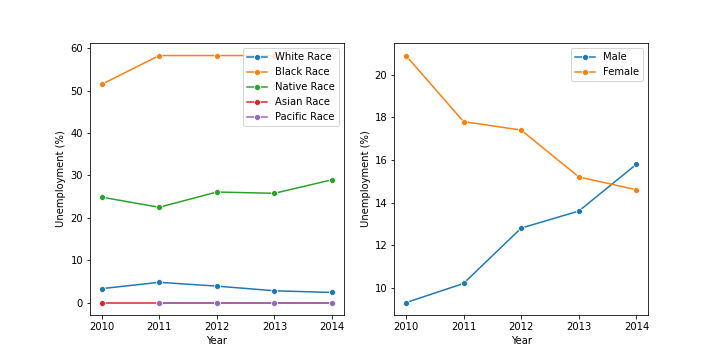 60
50
40
30
20
10
0
Unemployment (%)
White Race
Black Race
Native Race
Asian Race
Pacific Race
2010 2011 2012 2013 2014
Year
20
18
16
14
12
10
Unemployment (%)
Male
Female
2010 2011 2012 2013 2014
Year